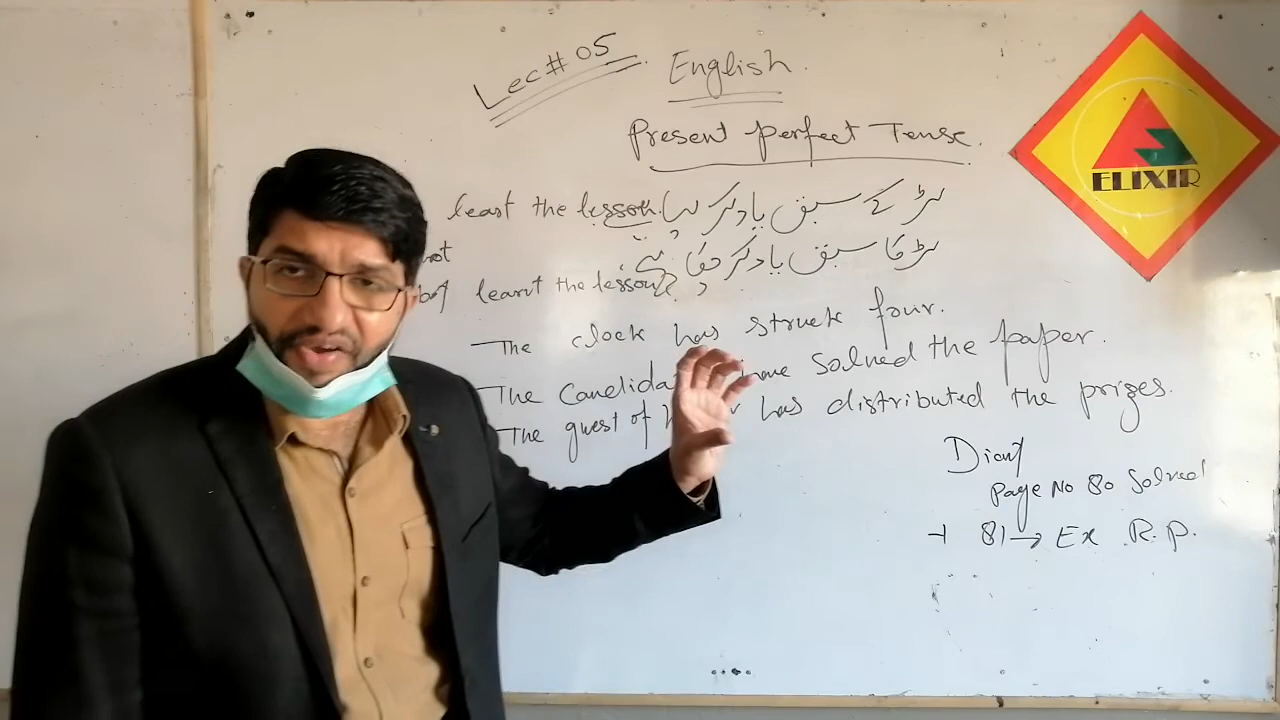 Lec # 05
English
Present Perfect Tense.
ELIXIR
learnt the lesson. سبق یاد کر لیا
not
boy learnt the lesson لڑکا سبق یاد کر چکا ہے
The clock has struck four.
The Candida have Solved the paper.
The guest of has distributed the prizes.
Diary
Page No 80 Solved
81 → Ex R.P.